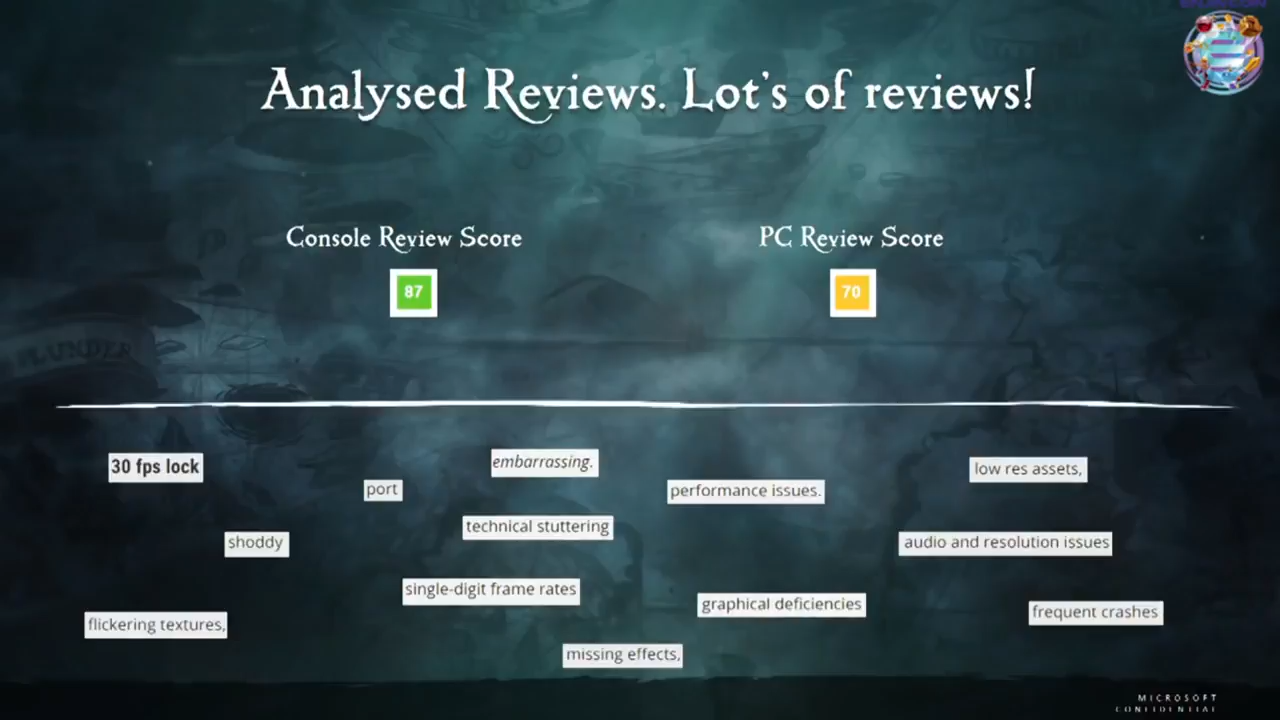 Analysed Reviews. Lot's of reviews!
Console Review Score
PC Review Score
87
70
PLUNDER
30 fps lock
embarrassing.
low res assets,
port
performance issues.
technical stuttering
shoddy
audio and resolution issues
single-digit frame rates
graphical deficiencies
frequent crashes
flickering textures,
missing effects,
MICROSOFT
CONFIDENTIAL